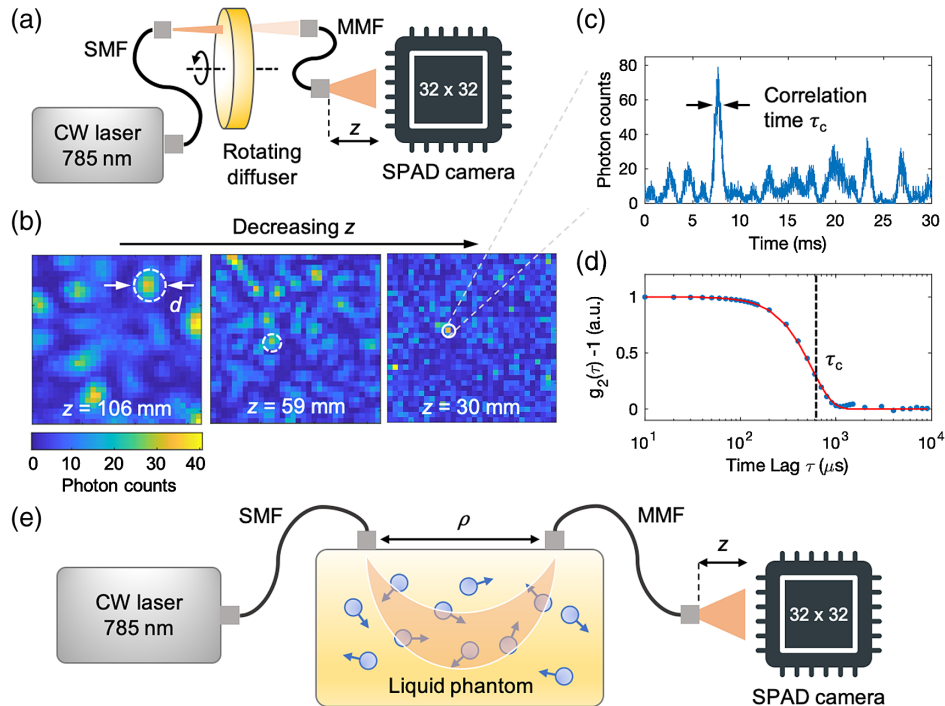 (a)
SMF
MMF
CW laser
785 nm
Rotating
diffuser
z
32 x 32
SPAD camera
(b)
Decreasing z
d
z = 106 mm
z = 59 mm
z = 30 mm
0 10 20 30 40
Photon counts
(c)
Photon counts
80
60
40
20
0
Correlation
time τc
0 5 10 15 20 25 30
Time (ms)
(d)
g2(τ) -1 (a.u.)
1
0.5
0
τc
10^1 10^2 10^3 10^4
Time Lag τ (μs)
(e)
SMF
ρ
MMF
CW laser
785 nm
Liquid phantom
z
32 x 32
SPAD camera